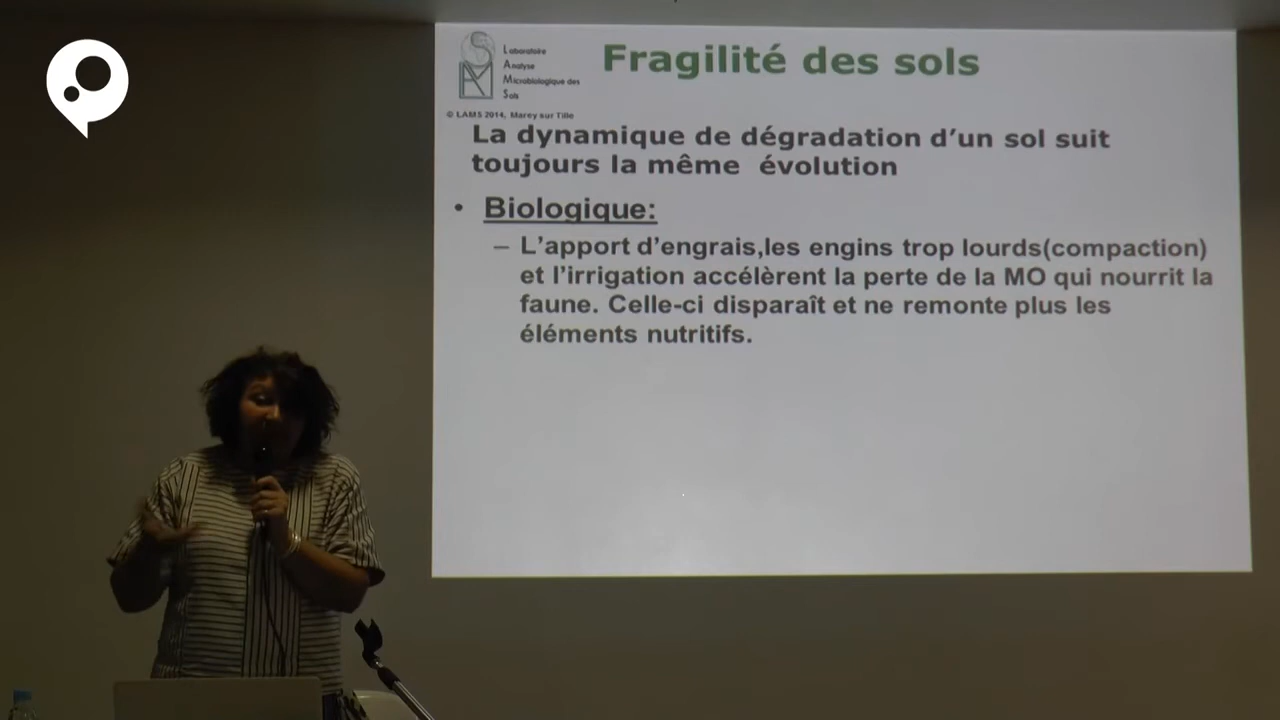 Laboratoire
Analyse
Microbiologique des
Sols
Fragilité des sols
© LAMS 2014, Marey sur Tille
La dynamique de dégradation d’un sol suit
toujours la même évolution
• Biologique:
– L’apport d’engrais,les engins trop lourds(compaction)
et l’irrigation accélèrent la perte de la MO qui nourrit la
faune. Celle-ci disparaît et ne remonte plus les
éléments nutritifs.